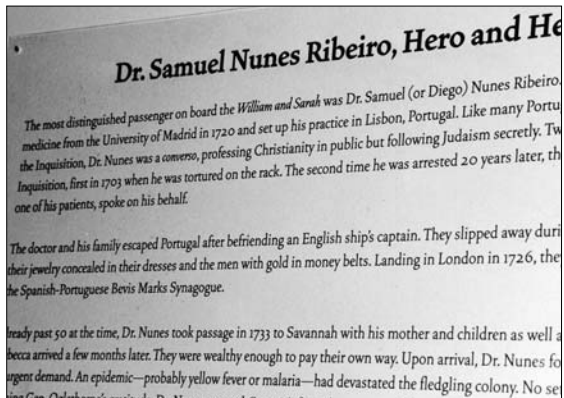 Dr. Samuel Nunes Ribeiro, Hero and He
The most distinguished passenger on board the William and Sarah was Dr. Samuel (or Diego) Nunes Ribeiro.
medicine from the University of Madrid in 1720 and set up his practice in Lisbon, Portugal. Like many Portu
the Inquisition, Dr. Nunes was a converso, professing Christianity in public but following Judaism secretly. Tw
Inquisition, first in 1703 when he was tortured on the rack. The second time he was arrested 20 years later, th
one of his patients, spoke on his behalf.
The doctor and his family escaped Portugal after befriending an English ship's captain. They slipped away duri
their jewelry concealed in their dresses and the men with gold in money belts. Landing in London in 1726, the
he Spanish-Portuguese Bevis Marks Synagogue.
lready past 50 at the time, Dr. Nunes took passage in 1733 to Savannah with his mother and children as well a
becca arrived a few months later. They were wealthy enough to pay their own way. Upon arrival, Dr. Nunes fo
urgent demand. An epidemic—probably yellow fever or malaria—had devastated the fledgling colony. No se